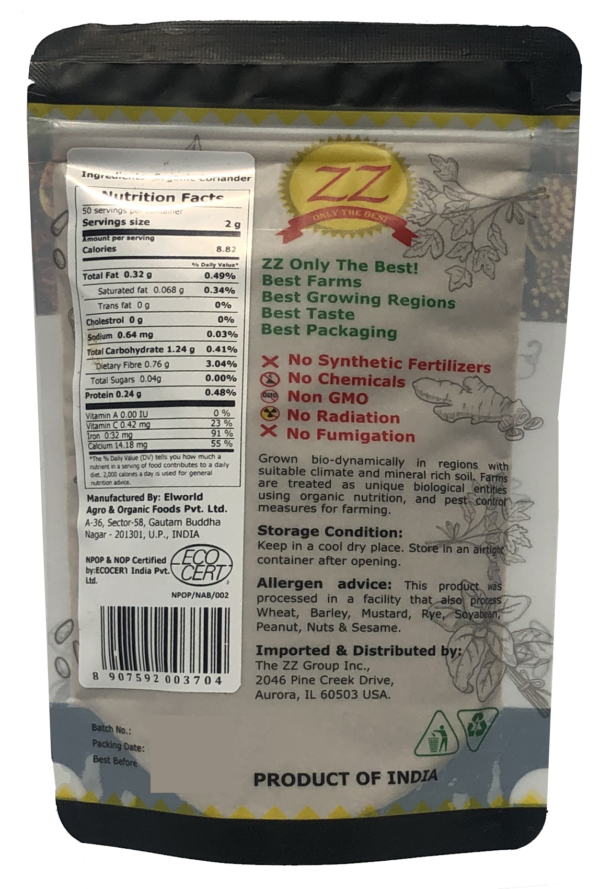 Ingredients Organic Coriander
Nutrition Facts
50 servings per container
Servings size 2 g
Amount per serving
Calories 8.82
% Daily Value*
Total Fat 0.32 g 0.49%
Saturated fat 0.068 g 0.34%
Trans fat 0 g 0%
Cholestrol 0 g 0%
Sodium 0.64 mg 0.03%
Total Carbohydrate 1.24 g 0.41%
Dietary Fibre 0.76 g 3.04%
Total Sugars 0.04g 0.00%
Protein 0.24 g 0.48%
Vitamin A 0.00 IU 0 %
Vitamin C 0.42 mg 23 %
Iron 0.32 mg 91 %
Calcium 14.18 mg 55 %
*The % Daily Value (DV) tells you how much a
nutrient in a serving of food contributes to a daily
diet, 2,000 calories a day is used for general
nutrition advice.
Manufactured By: Elworld
Agro & Organic Foods Pvt. Ltd.
A-36, Sector-58, Gautam Buddha
Nagar - 201301, U.P., INDIA
NPOP & NOP Certified
by:ECOCERT India Pvt.
Ltd.
ECO
CERT
NPOP/NAB/002
8 907592 003704
Batch No.:
Packing Date:
Best Before
ZZ
ONLY THE BEST
ZZ Only The Best!
Best Farms
Best Growing Regions
Best Taste
Best Packaging
No Synthetic Fertilizers
No Chemicals
GMO
Non GMO
No Radiation
No Fumigation
Grown bio-dynamically in regions with
suitable climate and mineral rich soil. Farms
are treated as unique biological entities
using organic nutrition, and pest control
measures for farming.
Storage Condition:
Keep in a cool dry place. Store in an airtight
container after opening.
Allergen advice: This product was
processed in a facility that also process
Wheat, Barley, Mustard, Rye, Soyabean,
Peanut, Nuts & Sesame.
Imported & Distributed by:
The ZZ Group Inc.,
2046 Pine Creek Drive,
Aurora, IL 60503 USA.
PRODUCT OF INDIA